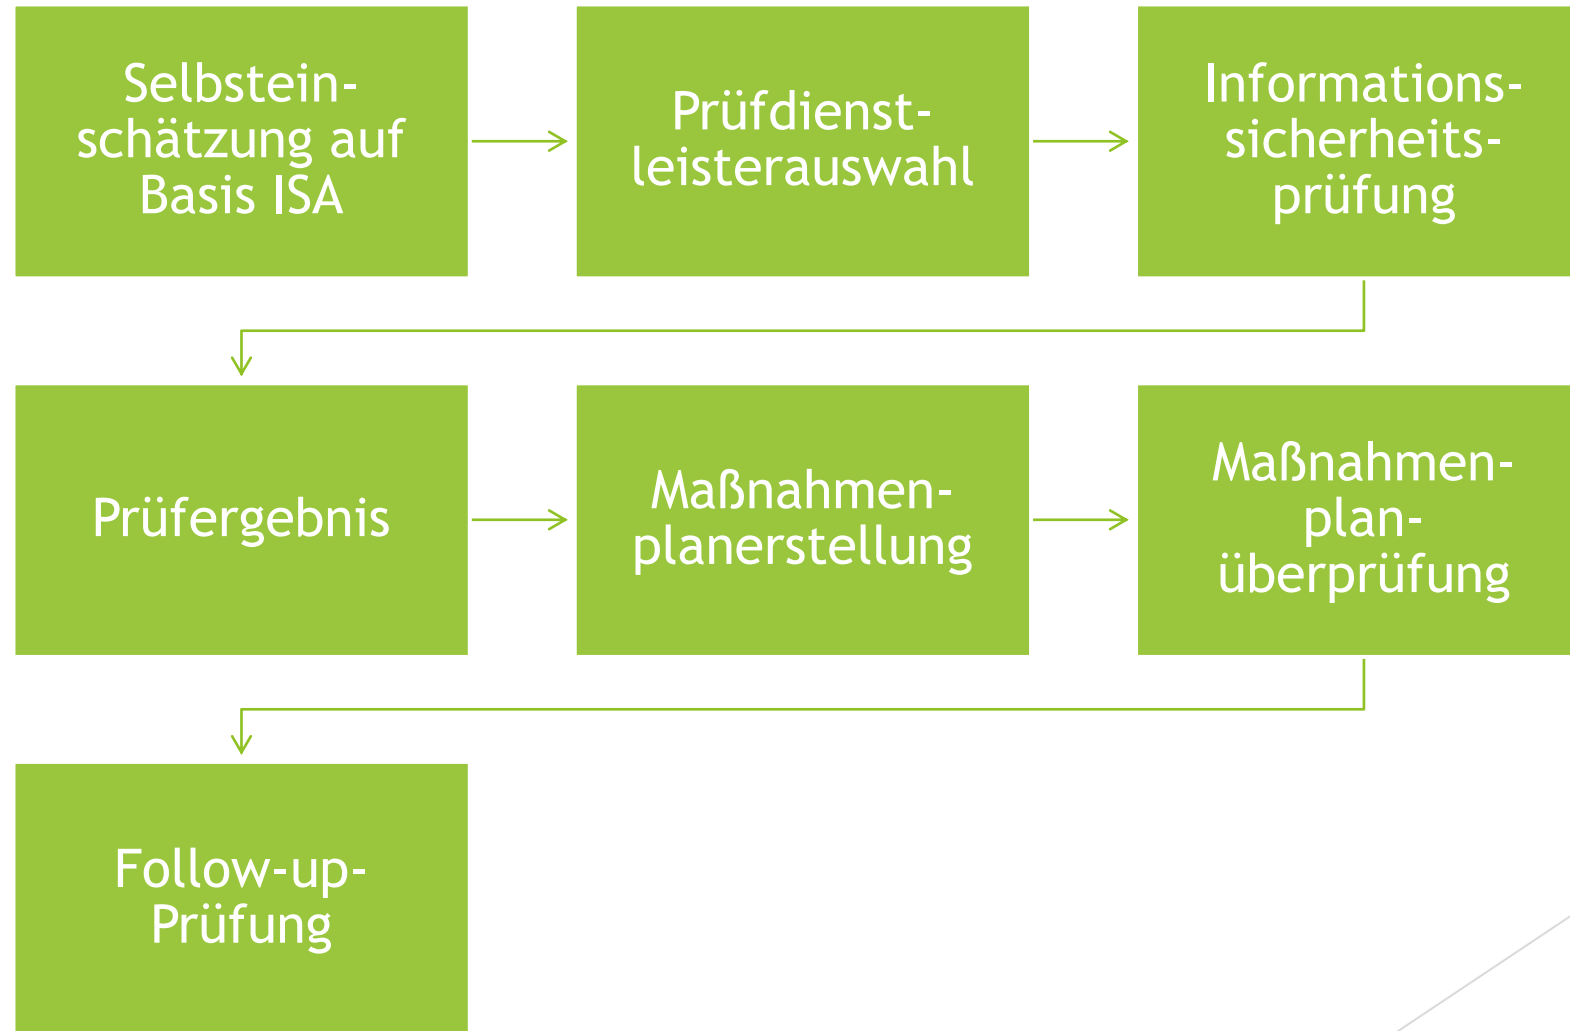 Selbstein-
schätzung auf
Basis ISA
Prüfdienst-
leisterauswahl
Informations-
sicherheits-
prüfung
Prüfergebnis
Maßnahmen-
planerstellung
Maßnahmen-
plan-
überprüfung
Follow-up-
Prüfung